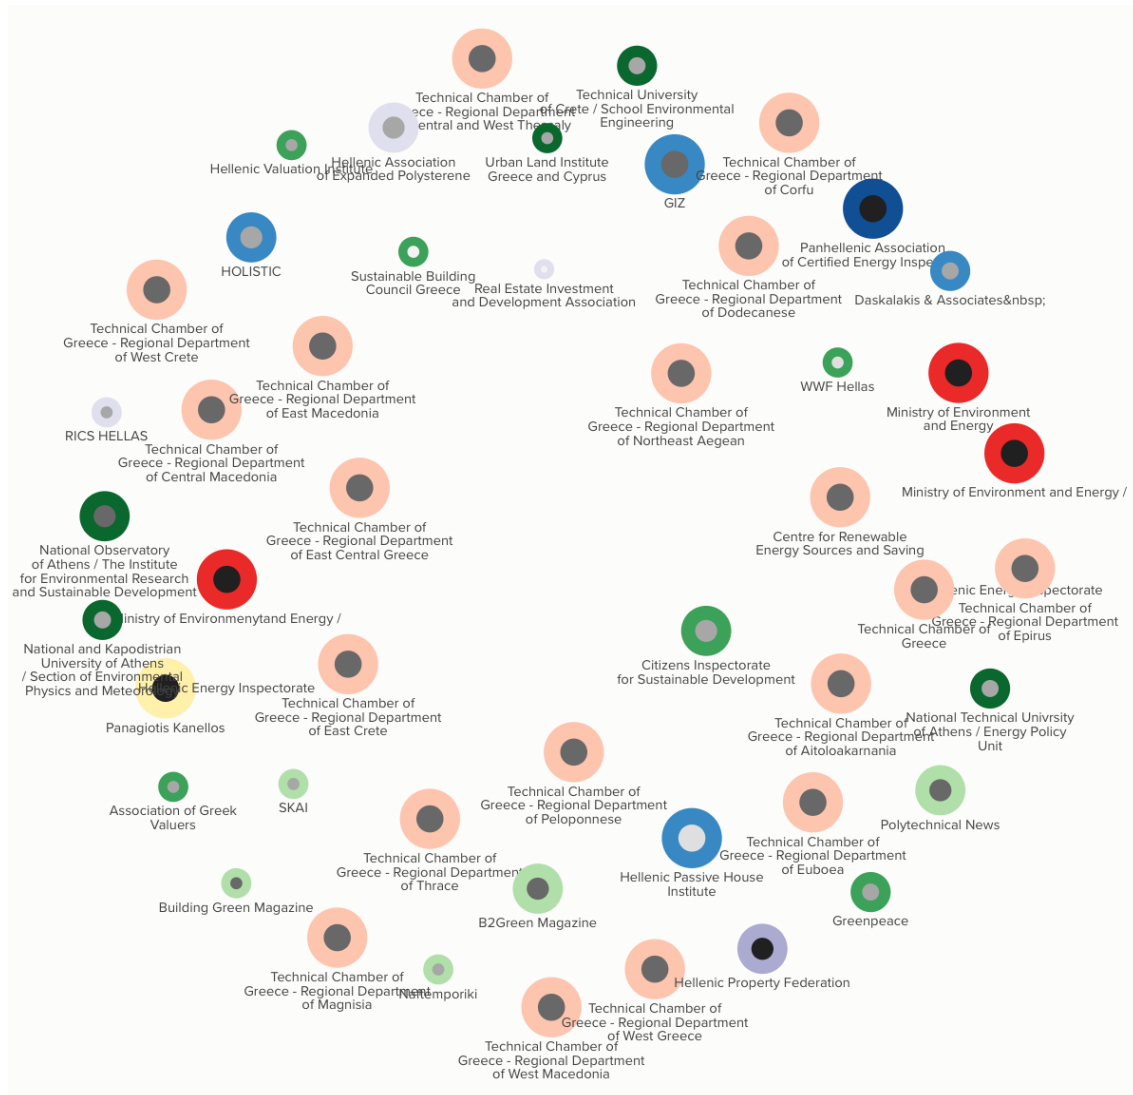 Technical Chamber of
Greece - Regional Department
Central and West Thessaly
Technical University
of Crete / School Environmental
Engineering
Hellenic Valuation Institute
Hellenic Association
of Expanded Polysterene
Urban Land Institute
Greece and Cyprus
GIZ
Technical Chamber of
Greece - Regional Department
of Corfu
HOLISTIC
Sustainable Building
Council Greece
Real Estate Investment
and Development Association
Panhellenic Association
of Certified Energy
Technical Chamber of
Greece - Regional Department
of Dodecanese
Daskalakis & Associates&nbsp;
Technical Chamber of
Greece - Regional Department
of West Crete
Technical Chamber of
Greece - Regional Department
of East Macedonia
Technical Chamber of
Greece - Regional Department
of Northeast Aegean
WWF Hellas
Ministry of Environment
and Energy
RICS HELLAS
Technical Chamber of
Greece - Regional Department
of Central Macedonia
Ministry of Environment and Energy /
Technical Chamber of
Greece - Regional Department
of East Central Greece
Centre for Renewable
Energy Sources and Saving
National Observatory
of Athens / The Institute
for Environmental Research
and Sustainable Development
Ministry of Environmenytand Energy /
Hellenic Energy Inspectorate
Technical Chamber of
Greece - Regional Department
of Epirus
Technical Chamber of
Greece
National and Kapodistrian
University of Athens
/ Section of Environmental
Physics and Meteorology
Hellenic Energy Inspectorate
Panagiotis Kanellos
Citizens Inspectorate
for Sustainable Development
Technical Chamber of
Greece - Regional Department
of East Crete
Technical Chamber of
Greece - Regional Department
of Aitoloakarnania
National Technical Univrsity
of Athens / Energy Policy
Unit
Association of Greek
Valuers
SKAI
Technical Chamber of
Greece - Regional Department
of Peloponnese
Polytechnical News
Technical Chamber of
Greece - Regional Department
of Thrace
Technical Chamber of
Greece - Regional Department
of Euboea
Hellenic Passive House
Institute
Building Green Magazine
B2Green Magazine
Greenpeace
Technical Chamber of
Greece - Regional Department
of Magnisia
Naftemporiki
Hellenic Property Federation
Technical Chamber of
Greece - Regional Department
of West Greece
Technical Chamber of
Greece - Regional Department
of West Macedonia